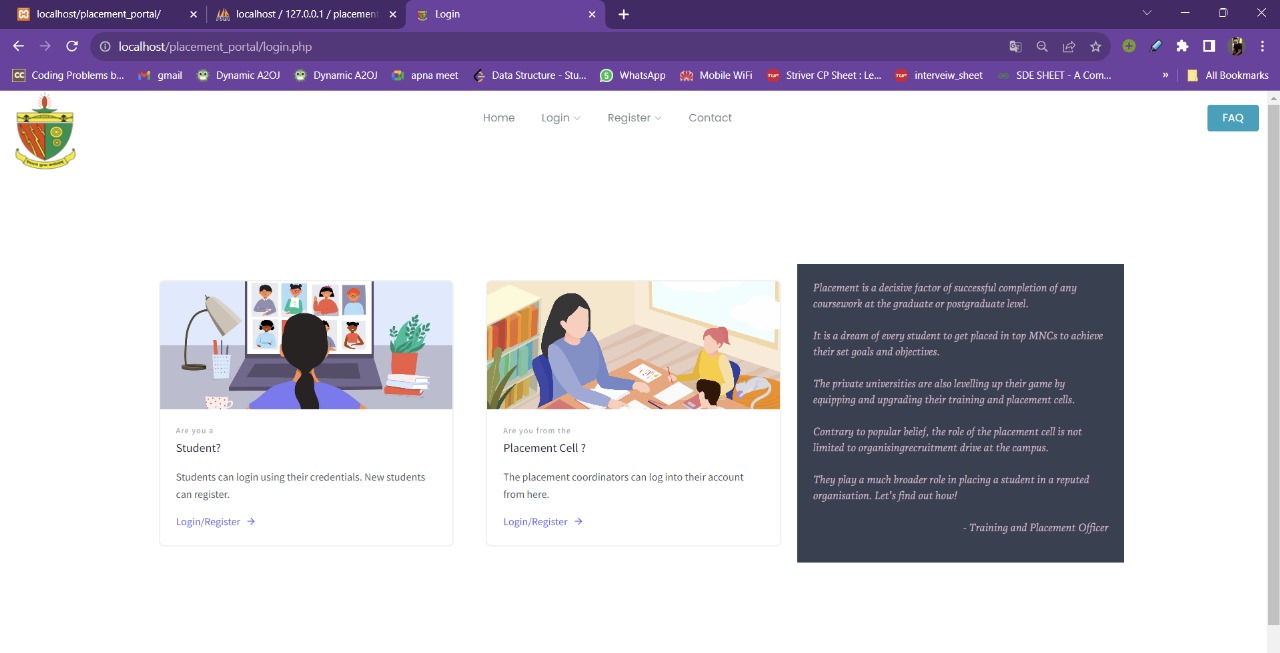 localhost/placement_portal/
localhost / 127.0.0.1 / placement
Login
localhost/placement_portal/login.php
CC Coding Problems b...
gmail
Dynamic A2OJ
Dynamic A2OJ
apna meet
Data Structure - Stu...
5 WhatsApp
Mobile WiFi
TUF Striver CP Sheet : Le...
TUF interveiw_sheet
SDE SHEET - A Com...
»
All Bookmarks
Home
Login
Register
Contact
FAQ
Are you a
Student?
Students can login using their credentials. New students
can register.
Login/Register →
Are you from the
Placement Cell ?
The placement coordinators can log into their account
from here.
Login/Register →
Placement is a decisive factor of successful completion of any
coursework at the graduate or postgraduate level.
It is a dream of every student to get placed in top MNCs to achieve
their set goals and objectives.
The private universities are also levelling up their game by
equipping and upgrading their training and placement cells.
Contrary to popular belief, the role of the placement cell is not
limited to organisingrecruitment drive at the campus.
They play a much broader role in placing a student in a reputed
organisation. Let's find out how!
- Training and Placement Officer